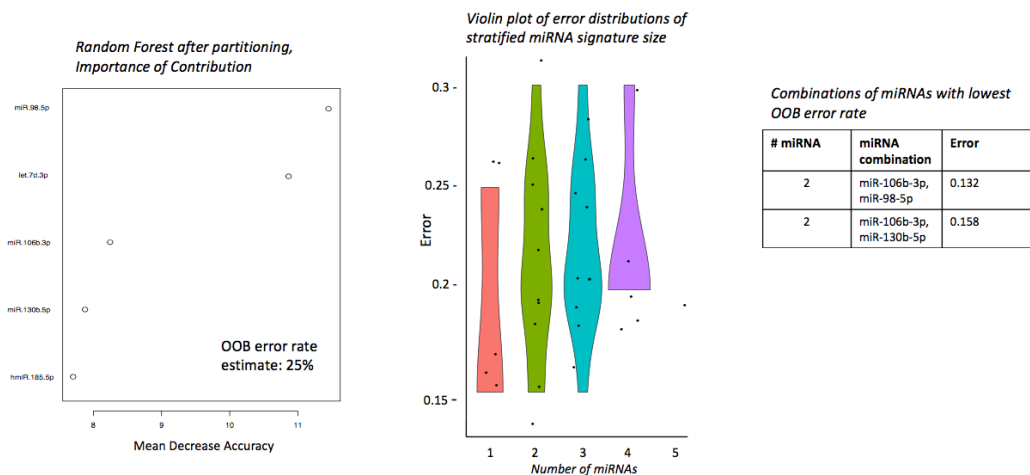 Random Forest after partitioning,
Importance of Contribution
miR.98.5p
let.7d.3p
miR.106b.3p
miR.130b.5p
hmiR.185.5p
OOB error rate
estimate: 25%
8 9 10 11
Mean Decrease Accuracy
Violin plot of error distributions of
stratified miRNA signature size
Error
0.3 -
0.25-
0.2 -
0.15-
1 2 3 4 5
Number of miRNAs
Combinations of miRNAs with lowest
OOB error rate
# miRNA miRNA combination Error
2 miR-106b-3p, miR-98-5p 0.132
2 miR-106b-3p, miR-130b-5p 0.158